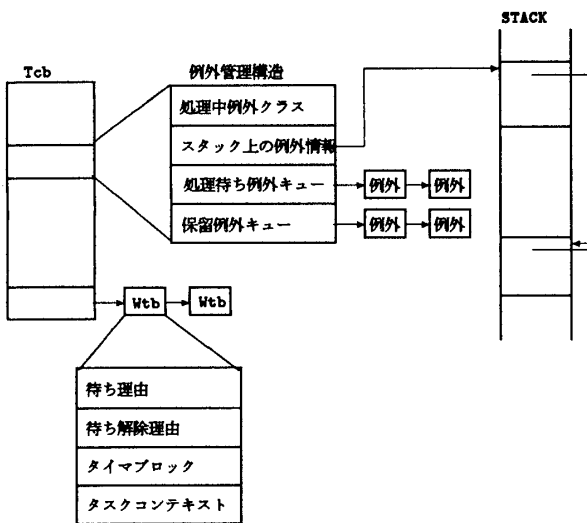 STACK
Tcb
例外管理構造
処理中例外クラス
スタック上の例外情報
処理待ち例外キュー
例外
例外
保留例外キュー
例外
例外
Wtb
Wtb
待ち理由
待ち解除理由
タイマブロック
タスクコンテキスト